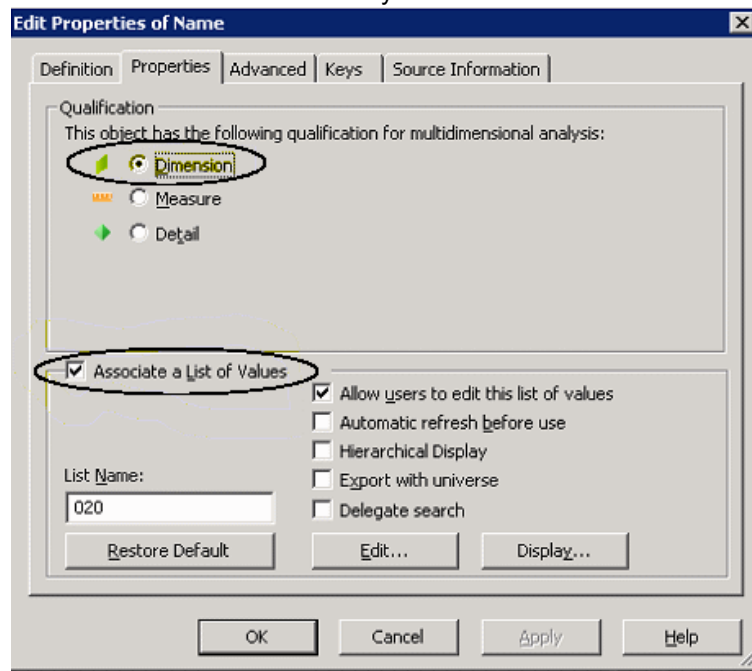 Edit Properties of Name
Definition Properties Advanced Keys Source Information
Qualification
This object has the following qualification for multidimensional analysis:
Dimension
Measure
Detail
Associate a List of Values
Allow users to edit this list of values
Automatic refresh before use
Hierarchical Display
Export with universe
Delegate search
List Name:
020
Restore Default Edit... Display...
OK Cancel Apply Help